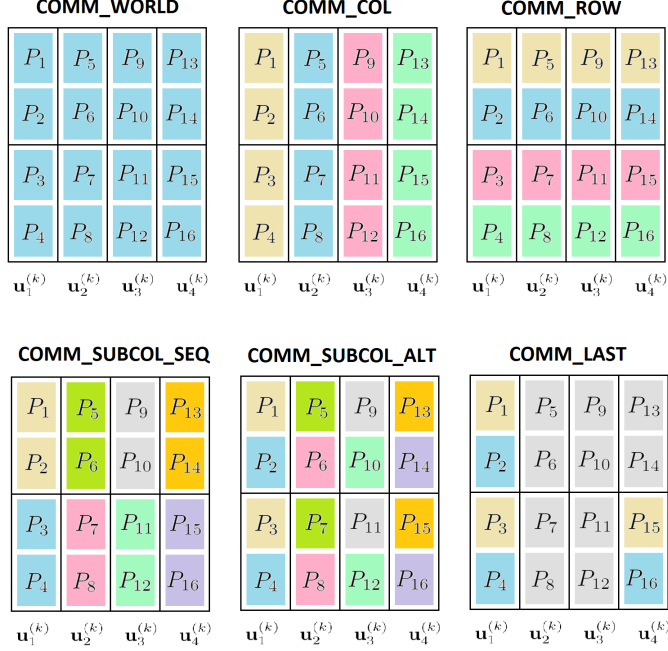 COMM_WORLD COMM_COL COMM_ROW
P1 P5 P9 P13 P1 P5 P9 P13 P1 P5 P9 P13
P2 P6 P10 P14 P2 P6 P10 P14 P2 P6 P10 P14
P3 P7 P11 P15 P3 P7 P11 P15 P3 P7 P11 P15
P4 P8 P12 P16 P4 P8 P12 P16 P4 P8 P12 P16
u1(k) u2(k) u3(k) u4(k) u1(k) u2(k) u3(k) u4(k) u1(k) u2(k) u3(k) u4(k)
COMM_SUBCOL_SEQ COMM_SUBCOL_ALT COMM_LAST
P1 P5 P9 P13 P1 P5 P9 P13 P1 P5 P9 P13
P2 P6 P10 P14 P2 P6 P10 P14 P2 P6 P10 P14
P3 P7 P11 P15 P3 P7 P11 P15 P3 P7 P11 P15
P4 P8 P12 P16 P4 P8 P12 P16 P4 P8 P12 P16
u1(k) u2(k) u3(k) u4(k) u1(k) u2(k) u3(k) u4(k) u1(k) u2(k) u3(k) u4(k)